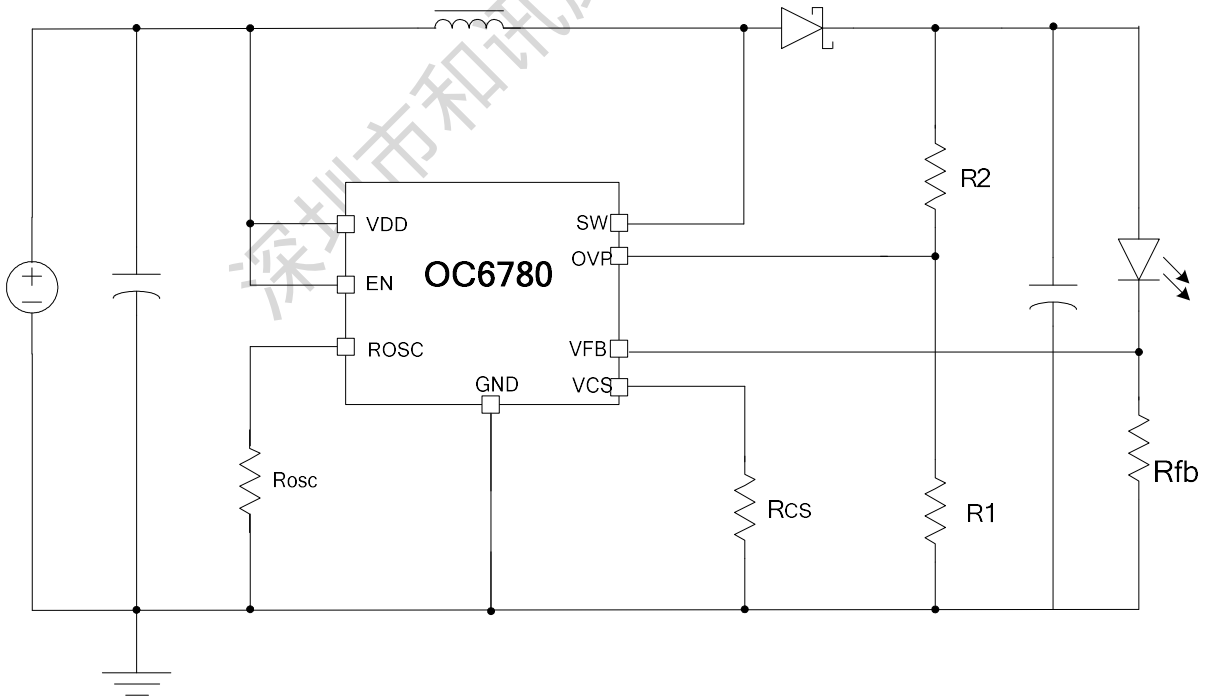 深圳市和讯
R2
VDD
SW
OVP
OC6780
EN
ROSC
VFB
GND
VCS
Rosc
RCS
R1
Rfb